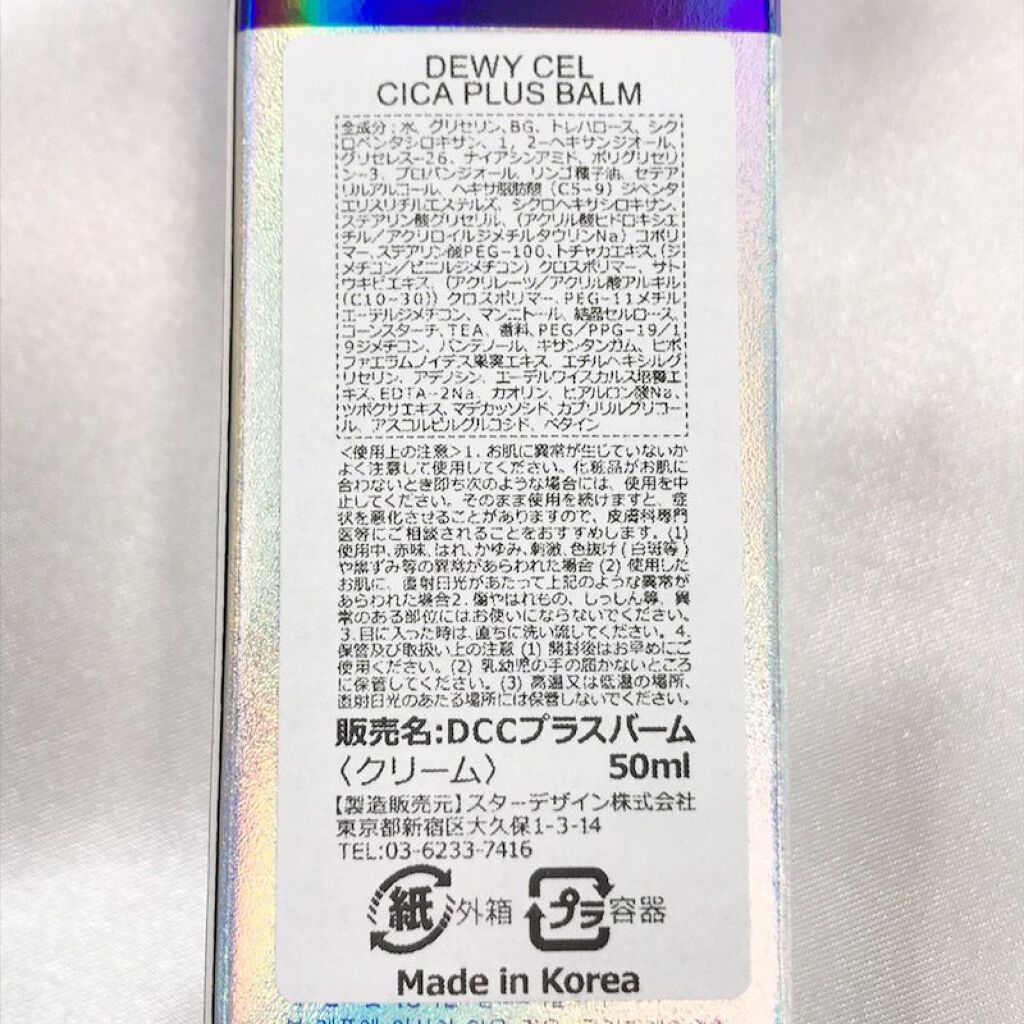 DEWY CEL
CICA PLUS BALM
全成分：水、グリセリン、BG、トレハロース、シク
ロペンタシロキサン、1，2-ヘキサンジオール、
グリセレス-26、ナイアシンアミド、ポリグリセリ
ン-3、プロパンジオール、リンゴ種子油、セテア
リルアルコール、ヘキサ脂肪酸（C5-9）ジペンタ
エリスリチルエステルズ、シクロヘキサシロキサン、
ステアリン酸グリセリル、（アクリル酸ヒドロキシエ
チル/アクリロイルジメチルタウリンNa）コポリ
マー、ステアリン酸PEG-100、トチャカエキス、（ジ
メチコン/ビニルジメチコン）クロスポリマー、サト
ウキビエキス、（アクリレーツ/アクリル酸アルキル
（C10-30））クロスポリマー、PEG-11メチル
エーテルジメチコン、マンニトール、結晶セルロース、
コーンスターチ、TEA、香料、PEG/PPG-19/1
9ジメチコン、パンテノール、キサンタンガム、ヒポ
ファエラムノイデス果実エキス、エチルヘキシルグ
リセリン、アデノシン、エーデルワイスカルス培養エ
キス、EDTA-2Na、カオリン、ヒアルロン酸Na、
ツボクサエキス、マデカッソシド、カプリリルグリコー
ル、アスコルビルグルコシド、ベタイン
＜使用上の注意＞1．お肌に異常が生じていないか
よく注意して使用してください。化粧品がお肌に
合わないとき即ち次のような場合には、使用を中
止してください。そのまま使用を続けますと、症
状を悪化させることがありますので、皮膚科専門
医等にご相談されることをおすすめします。(1)
使用中、赤味、はれ、かゆみ、刺激、色抜け(白斑等)
や黒ずみ等の異常があらわれた場合(2)使用した
お肌に、直射日光があたって上記のような異常が
あらわれた場合2．傷やはれもの、しっしん等、異
常のある部位にはお使いにならないでください。
3．目に入った時は、直ちに洗い流してください。4．
保管及び取扱い上の注意(1)開封後はお早めにご
使用ください。(2)乳幼児の手の届かないところ
に保管してください。(3)高温又は低温の場所、
直射日光のあたる場所には保管しないでください。
販売名:DCCプラスバーム
〈クリーム〉 50ml
【製造販売元】スターデザイン株式会社
東京都新宿区大久保1-3-14
TEL:03-6233-7416
紙 外箱 プラ 容器
Made in Korea